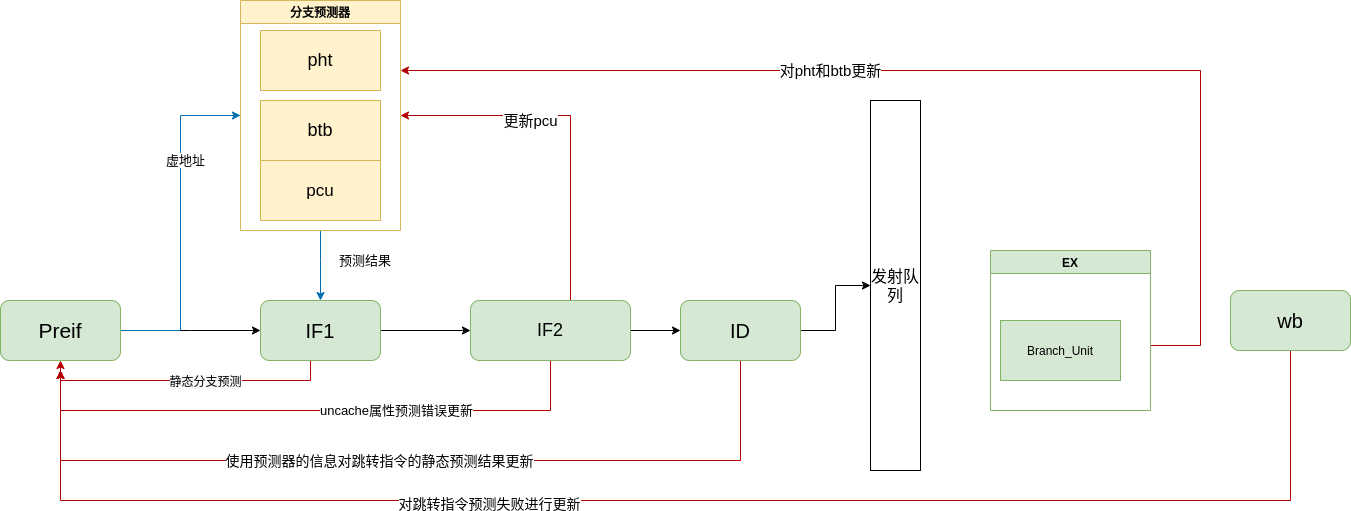 分支预测器
pht
对pht和btb更新
btb
更新pcu
虚地址
pcu
预测结果
发射队
列
EX
Preif
IF1
IF2
ID
wb
Branch_Unit
静态分支预测
uncache属性预测错误更新
使用预测器的信息对跳转指令的静态预测结果更新
对跳转指令预测失败进行更新